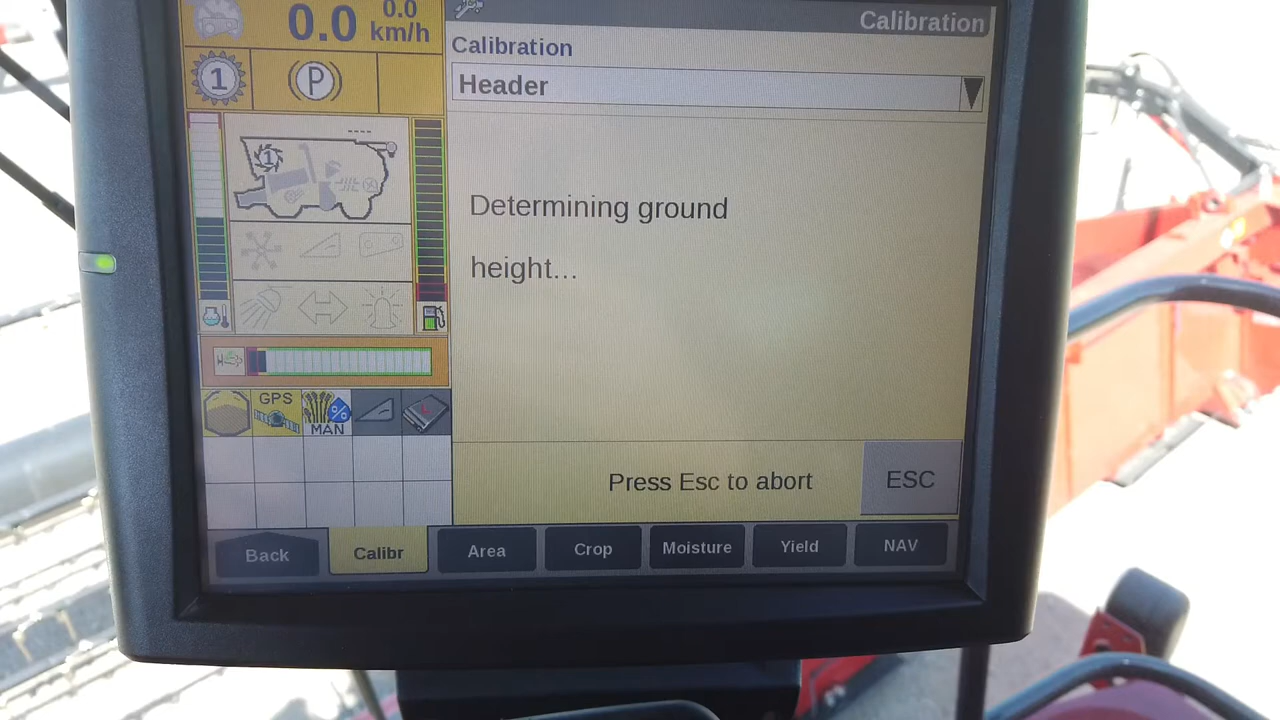 0.0
0.0
km/h
Calibration
Calibration
Header
1
P
1
Determining ground
height...
GPS
MAN
%
L
Press Esc to abort
ESC
Back
Calibr
Area
Crop
Moisture
Yield
NAV